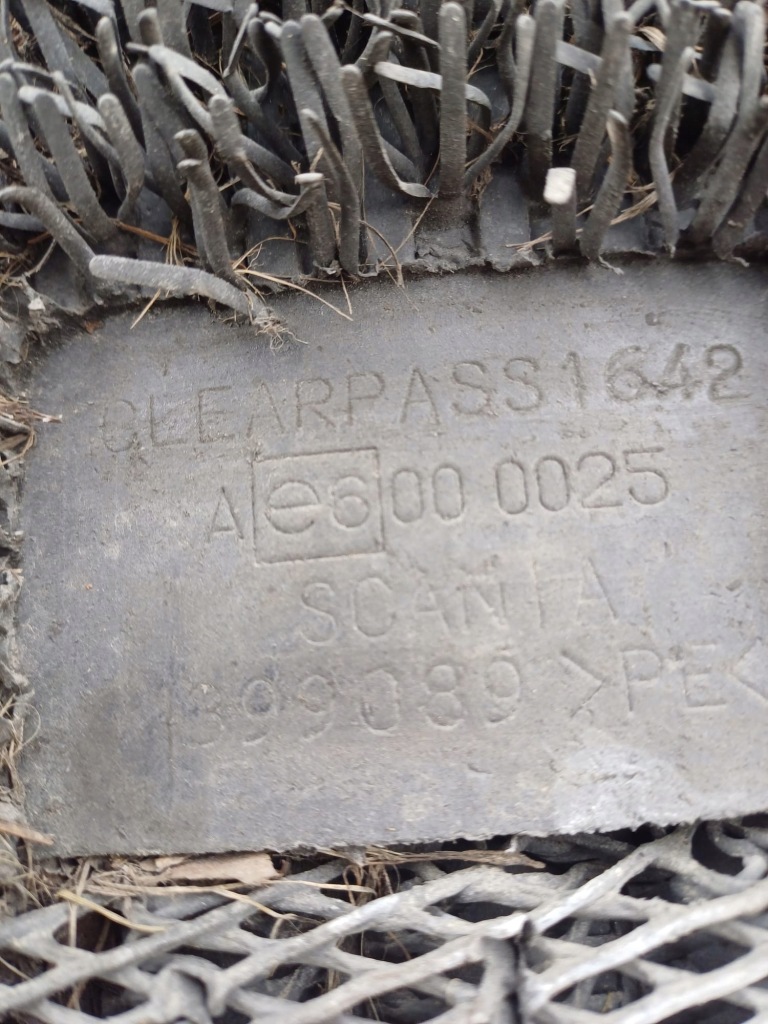 CLEARPASS1642
A e6 00 0025
SCANIA
1399089 >PE<